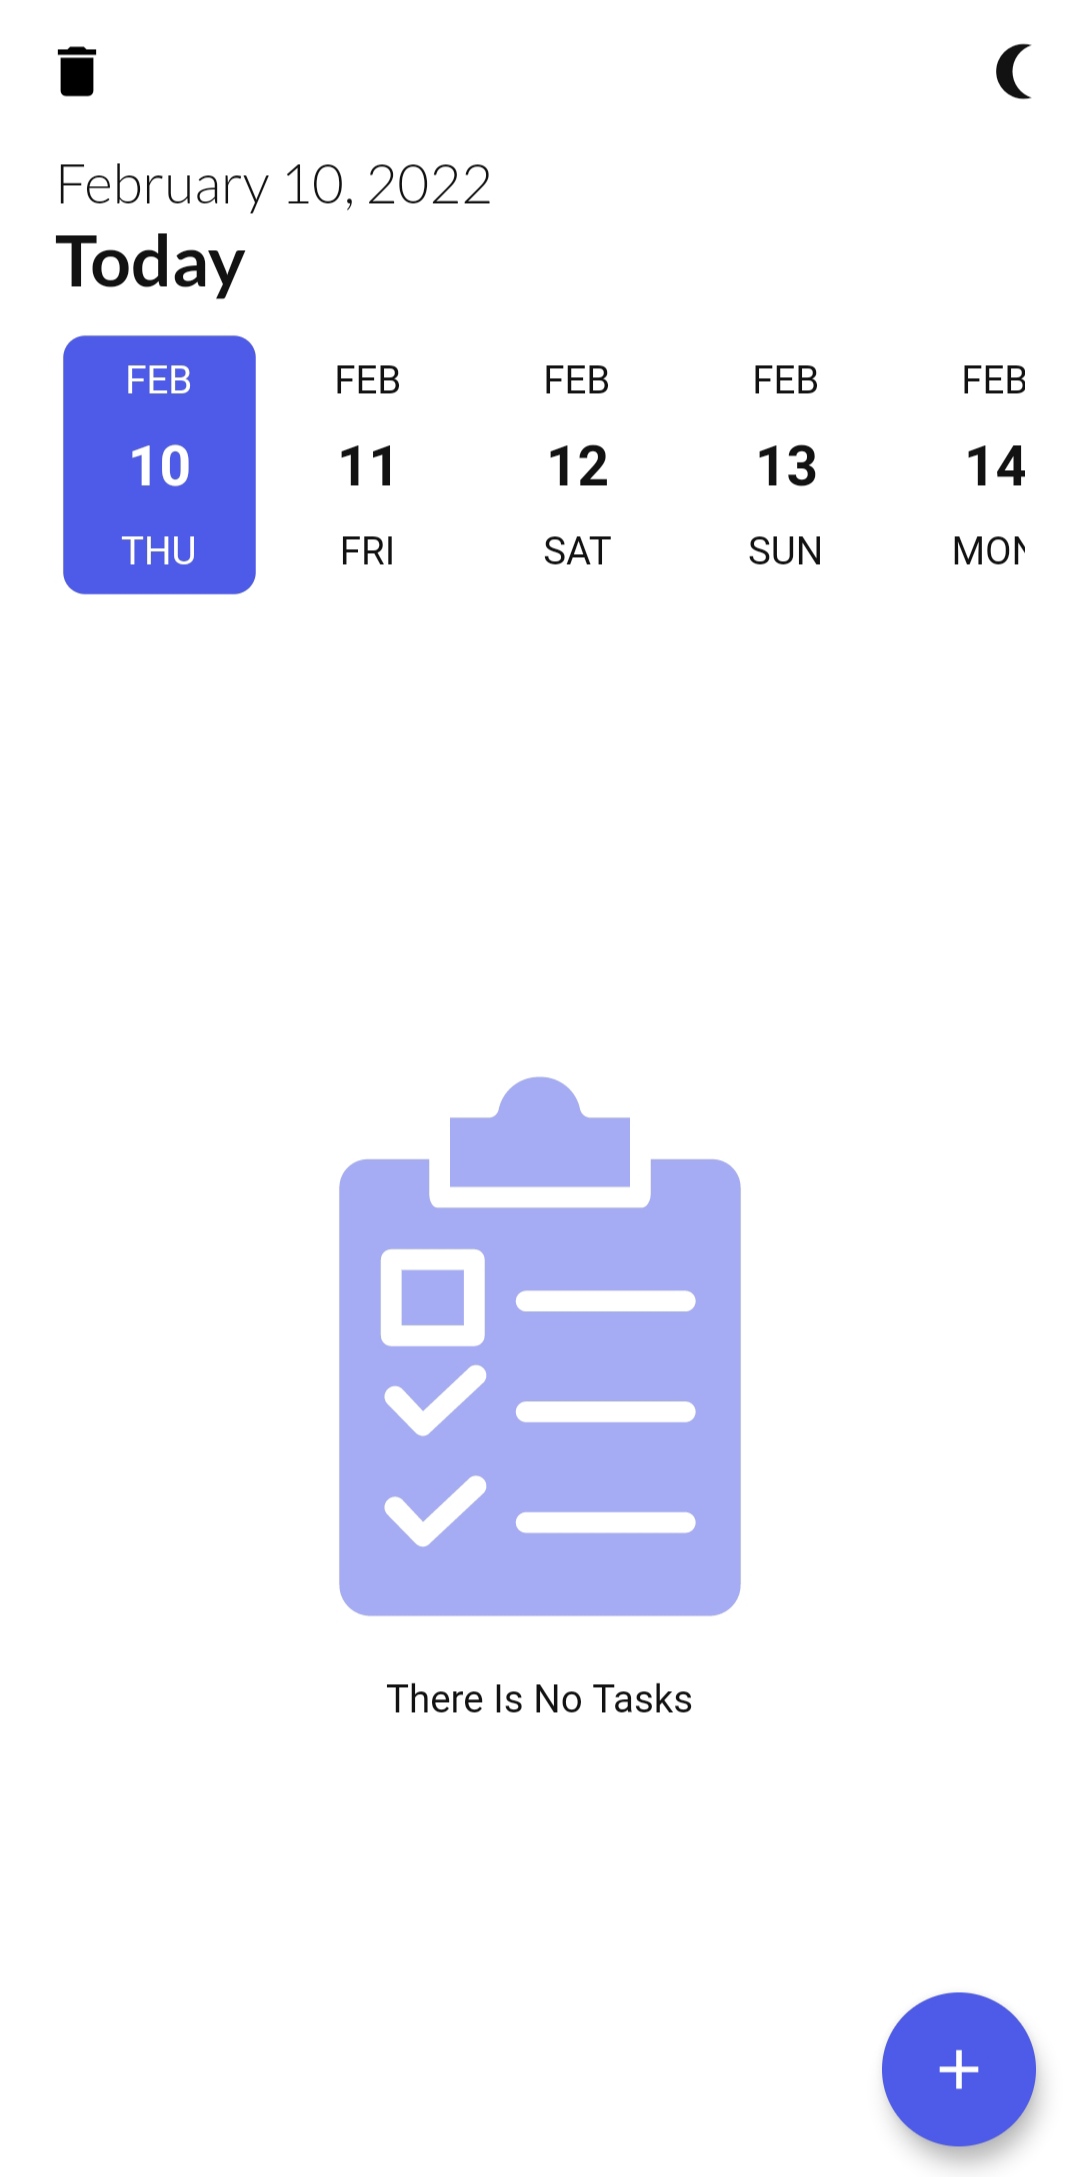 February 10, 2022
Today
FEB FEB FEB FEB FEB
10 11 12 13 14
THU FRI SAT SUN MON
There Is No Tasks
+